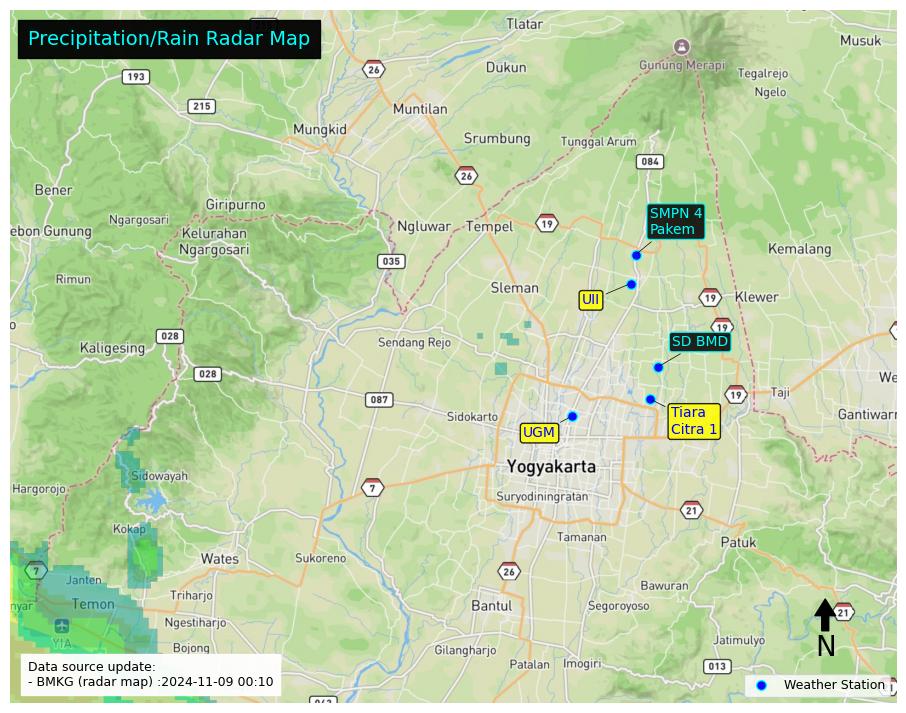 Precipitation/Rain Radar Map
Tlatar
Musuk
26
Gunung Merapi
193
Dukun
Tegalrejo
Ngelo
215
Muntilan
Mungkid
Srumbung
Tunggal Arum
084
26
Bener
Giripurno
Ngargosari
SMPN 4
Pakem
ebon Gunung
Kelurahan
Ngargosari
Ngluwar
Tempel
19
Kemalang
035
Rimun
Sleman
UII
19
Klewer
028
Sendang Rejo
19
Kaligesing
SD BMD
028
We
087
19
Taji
Sidokarto
UGM
Tiara
Citra 1
Gantiwarn
Yogyakarta
Sidowayah
Hargorojo
7
Suryodiningratan
21
Kokap
Tamanan
Patuk
Wates
Sukoreno
7
Janten
26
Bawuran
nyar
Temon
Triharjo
Bantul
Segoroyoso
21
Ngestiharjo
YIA
N
Bojong
Gilangharjo
Jatimulyo
Patalan
Imogiri
013
Data source update:
- BMKG (radar map) :2024-11-09 00:10
Weather Station